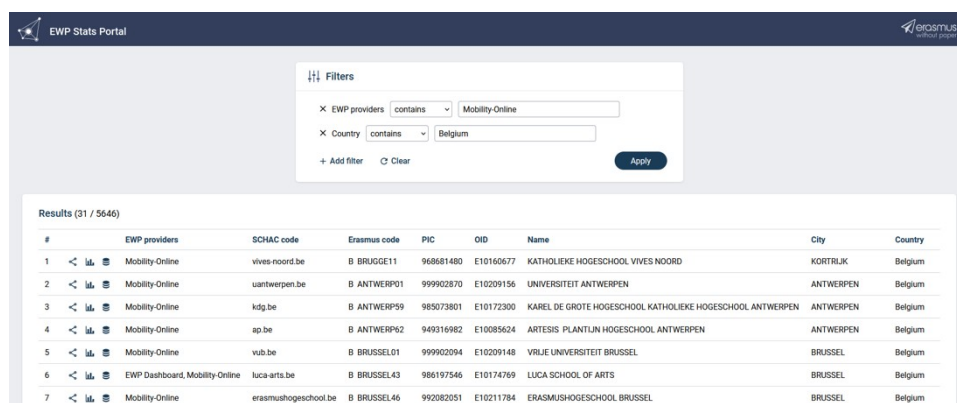 EWP Stats Portal
erasmus
without paper
Filters
× EWP providers contains Mobility-Online
× Country contains Belgium
+ Add filter Clear Apply
Results (31 / 5646)
# EWP providers SCHAC code Erasmus code PIC OID Name City Country
1 Mobility-Online vives-noord.be B BRUGGE11 968681480 E10160677 KATHOLIEKE HOGESCHOOL VIVES NOORD KORTRIJK Belgium
2 Mobility-Online uantwerpen.be B ANTWERP01 999902870 E10209156 UNIVERSITEIT ANTWERPEN ANTWERPEN Belgium
3 Mobility-Online kdg.be B ANTWERP59 985073801 E10172300 KAREL DE GROTE HOGESCHOOL KATHOLIEKE HOGESCHOOL ANTWERPEN ANTWERPEN Belgium
4 Mobility-Online ap.be B ANTWERP62 949316982 E10085624 ARTESIS PLANTIJN HOGESCHOOL ANTWERPEN ANTWERPEN Belgium
5 Mobility-Online vub.be B BRUSSEL01 999902094 E10209148 VRIJE UNIVERSITEIT BRUSSEL BRUSSEL Belgium
6 EWP Dashboard, Mobility-Online luca-arts.be B BRUSSEL43 986197546 E10174769 LUCA SCHOOL OF ARTS BRUSSEL Belgium
7 Mobility-Online erasmushogeschool.be B BRUSSEL46 992082051 E10211784 ERASMUSHOGESCHOOL BRUSSEL BRUSSEL Belgium